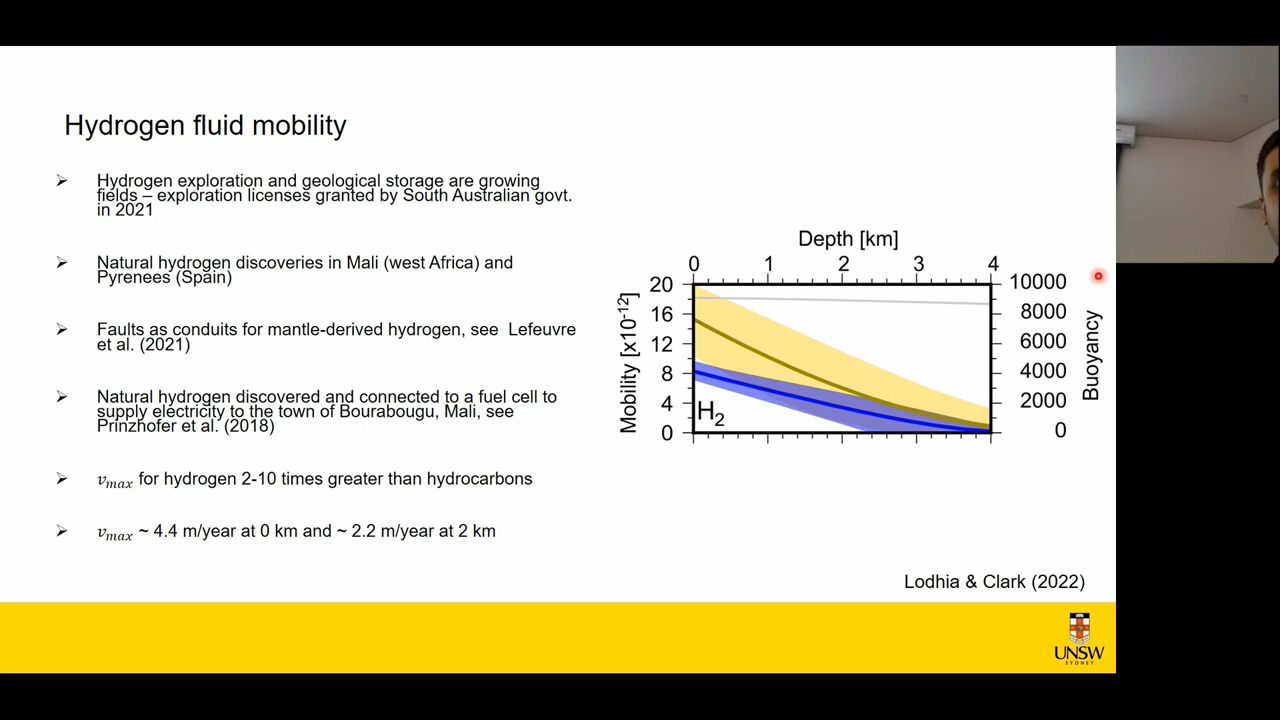 Hydrogen fluid mobility
➢ Hydrogen exploration and geological storage are growing
fields – exploration licenses granted by South Australian govt.
in 2021
➢ Natural hydrogen discoveries in Mali (west Africa) and
Pyrenees (Spain)
➢ Faults as conduits for mantle-derived hydrogen, see Lefeuvre
et al. (2021)
➢ Natural hydrogen discovered and connected to a fuel cell to
supply electricity to the town of Bourabougu, Mali, see
Prinzhofer et al. (2018)
➢ vmax for hydrogen 2-10 times greater than hydrocarbons
➢ vmax ~ 4.4 m/year at 0 km and ~ 2.2 m/year at 2 km
Depth [km]
0 1 2 3 4
Mobility [x10⁻¹²]
20
16
12
8
4
0
H₂
10000
8000
6000
4000
2000
0
Buoyancy
Lodhia & Clark (2022)
UNSW
SYDNEY